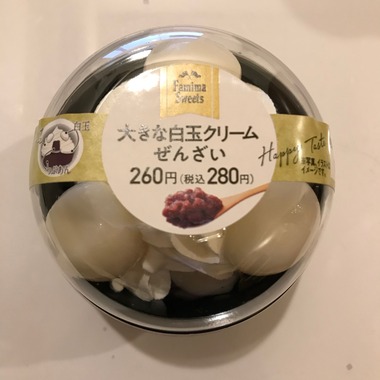 Famima
Sweets
大きな白玉クリーム
ぜんざい
260円(税込280円)
白玉
Happy Taste